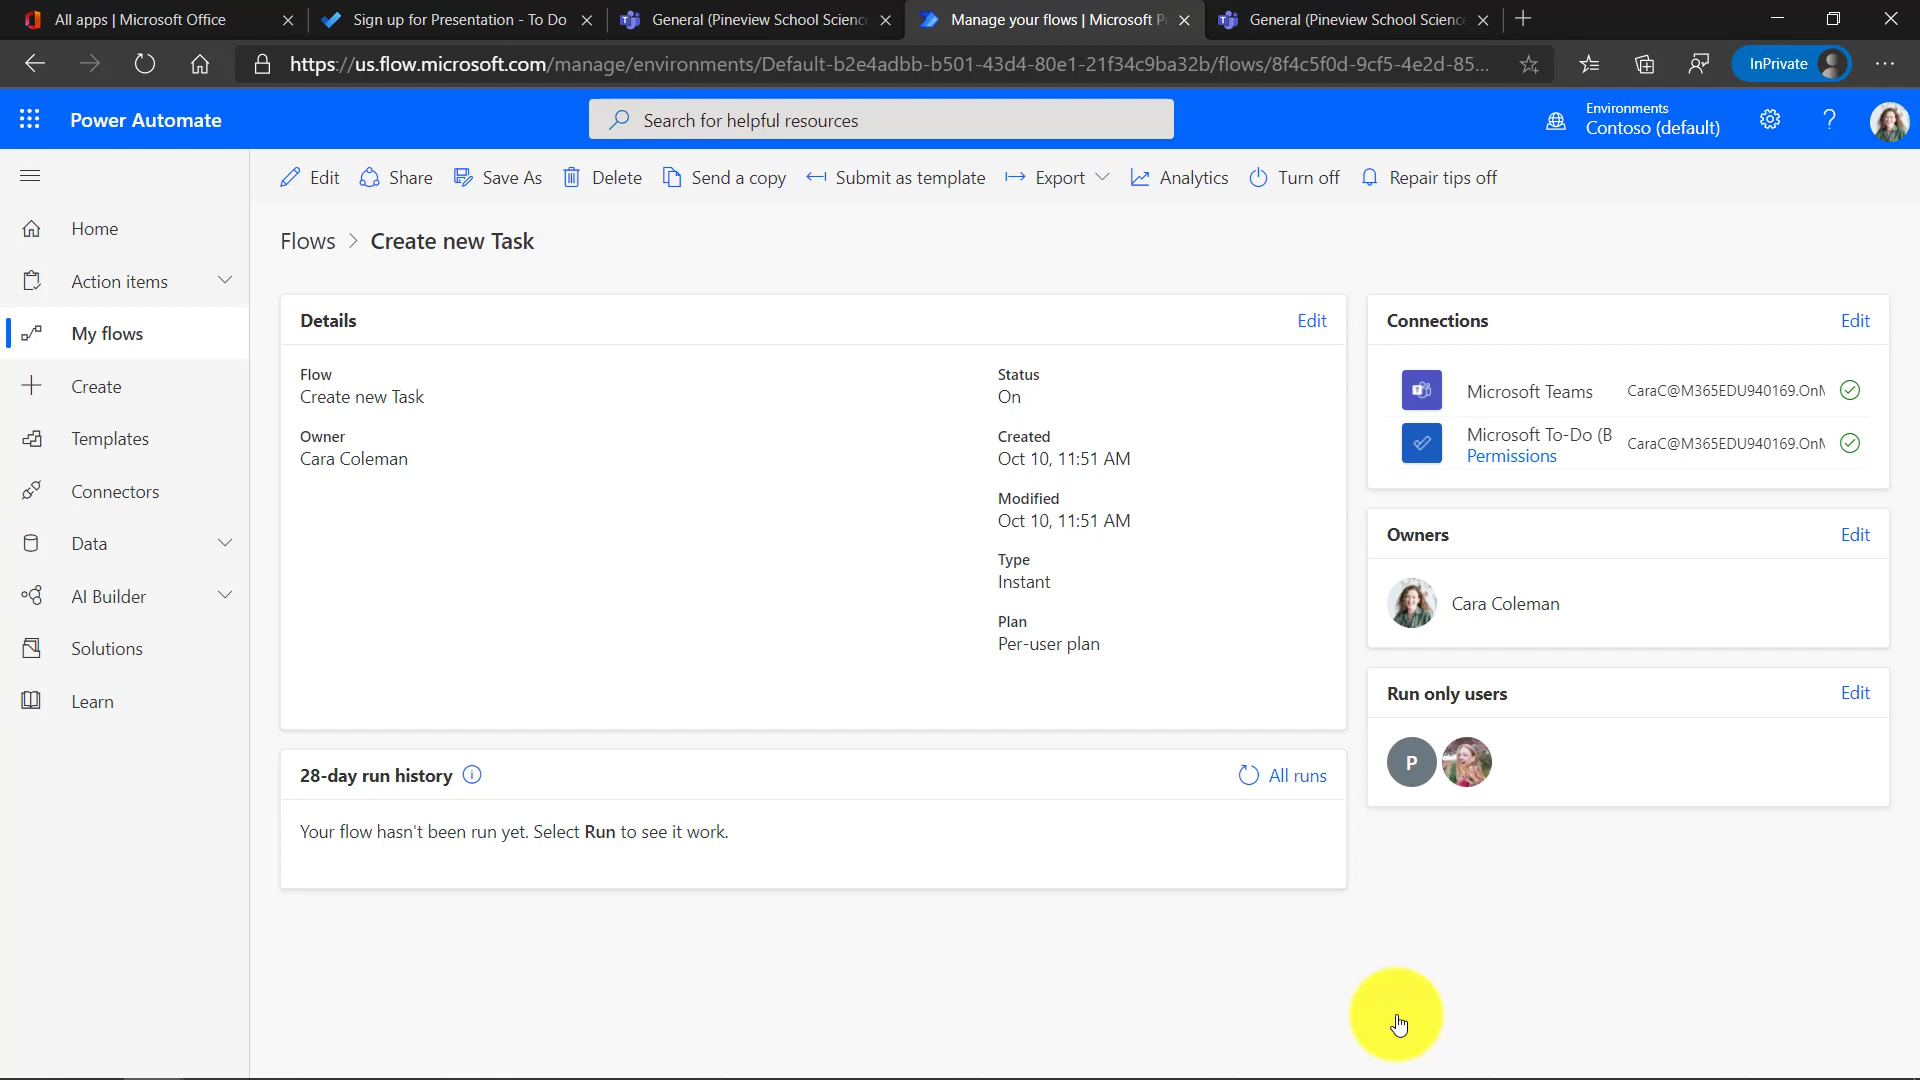 All apps | Microsoft Office
Sign up for Presentation - To Do
General (Pineview School Scienc
Manage your flows | Microsoft P
General (Pineview School Science
https://us.flow.microsoft.com/manage/environments/Default-b2e4adbb-b501-43d4-80e1-21f34c9ba32b/flows/8f4c5f0d-9cf5-4e2d-85...
InPrivate
Power Automate
Search for helpful resources
Environments
Contoso (default)
Edit
Share
Save As
Delete
Send a copy
Submit as template
Export
Analytics
Turn off
Repair tips off
Home
Action items
My flows
Create
Templates
Connectors
Data
AI Builder
Solutions
Learn
Flows > Create new Task
Details
Edit
Flow
Create new Task
Owner
Cara Coleman
Status
On
Created
Oct 10, 11:51 AM
Modified
Oct 10, 11:51 AM
Type
Instant
Plan
Per-user plan
28-day run history
All runs
Your flow hasn't been run yet. Select Run to see it work.
Connections
Edit
Microsoft Teams
CaraC@M365EDU940169.OnM
Microsoft To-Do (B
Permissions
CaraC@M365EDU940169.OnM
Owners
Edit
Cara Coleman
Run only users
Edit
P